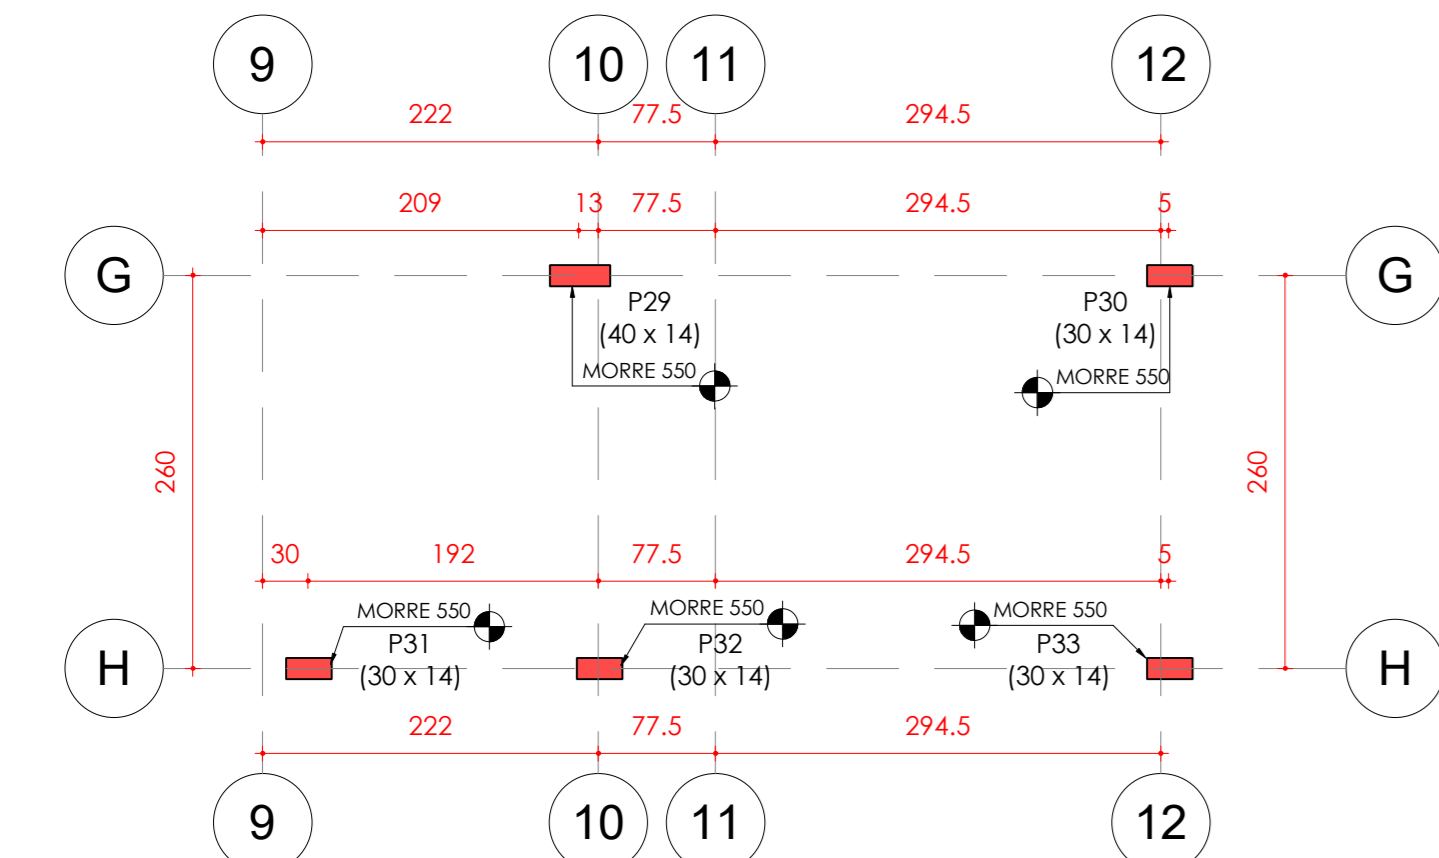 9 10 11 12
222 77.5 294.5
209 13 77.5 294.5 5
G G
P29 P30
(40 x 14) (30 x 14)
MORRE 550 MORRE 550
260 260
30 192 77.5 294.5 5
MORRE 550 MORRE 550 MORRE 550
P31 P32 P33
H H
(30 x 14) (30 x 14) (30 x 14)
222 77.5 294.5
9 10 11 12